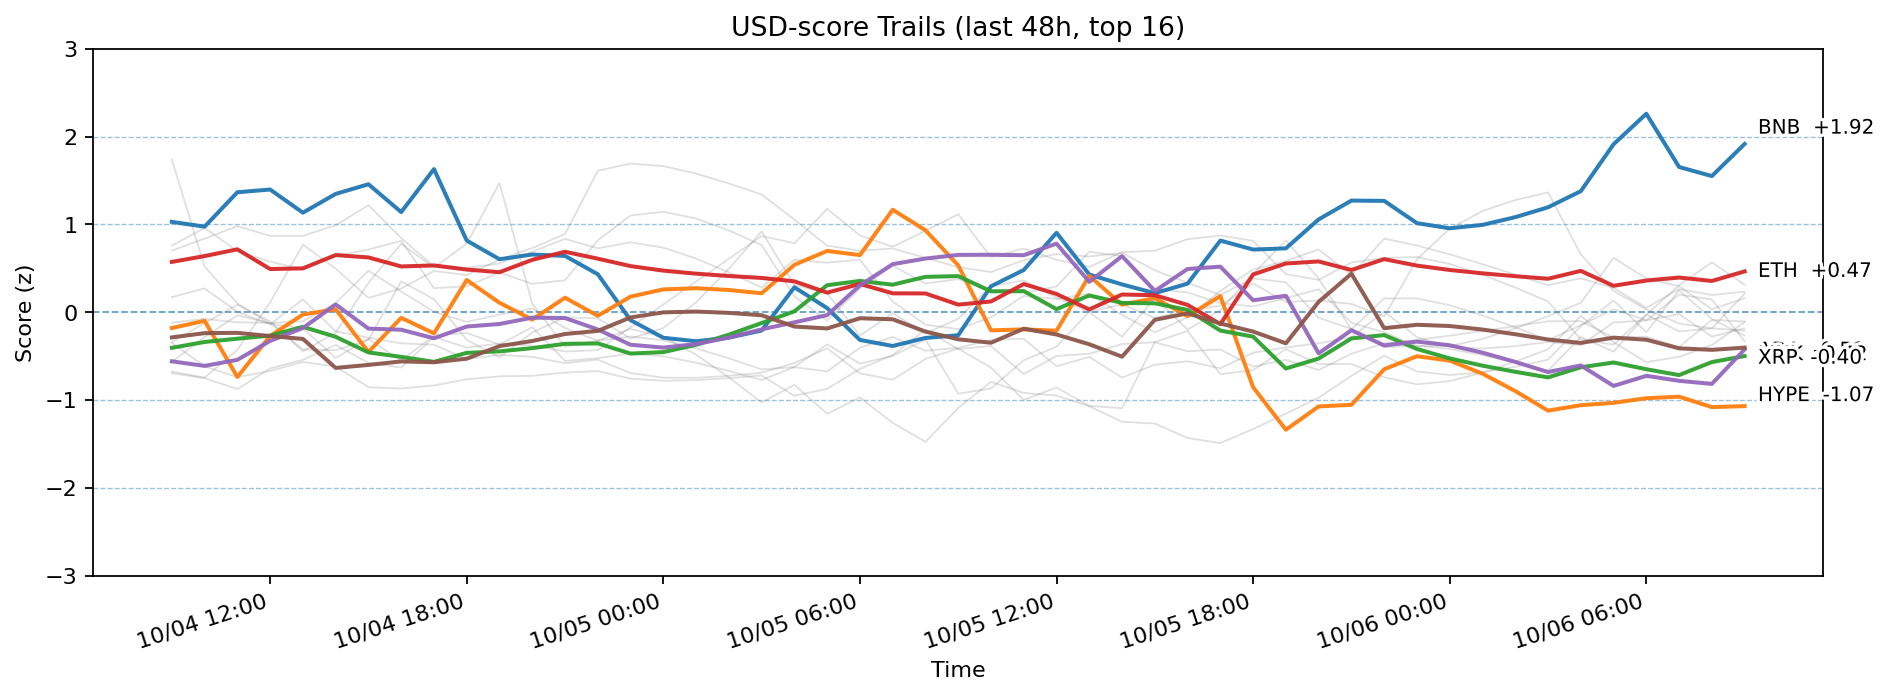 USD-score Trails (last 48h, top 16)
Score (z)
3
2
1
0
−1
−2
−3
BNB +1.92
ETH +0.47
XRP -0.40
HYPE -1.07
10/04 12:00
10/04 18:00
10/05 00:00
10/05 06:00
10/05 12:00
10/05 18:00
10/06 00:00
10/06 06:00
Time